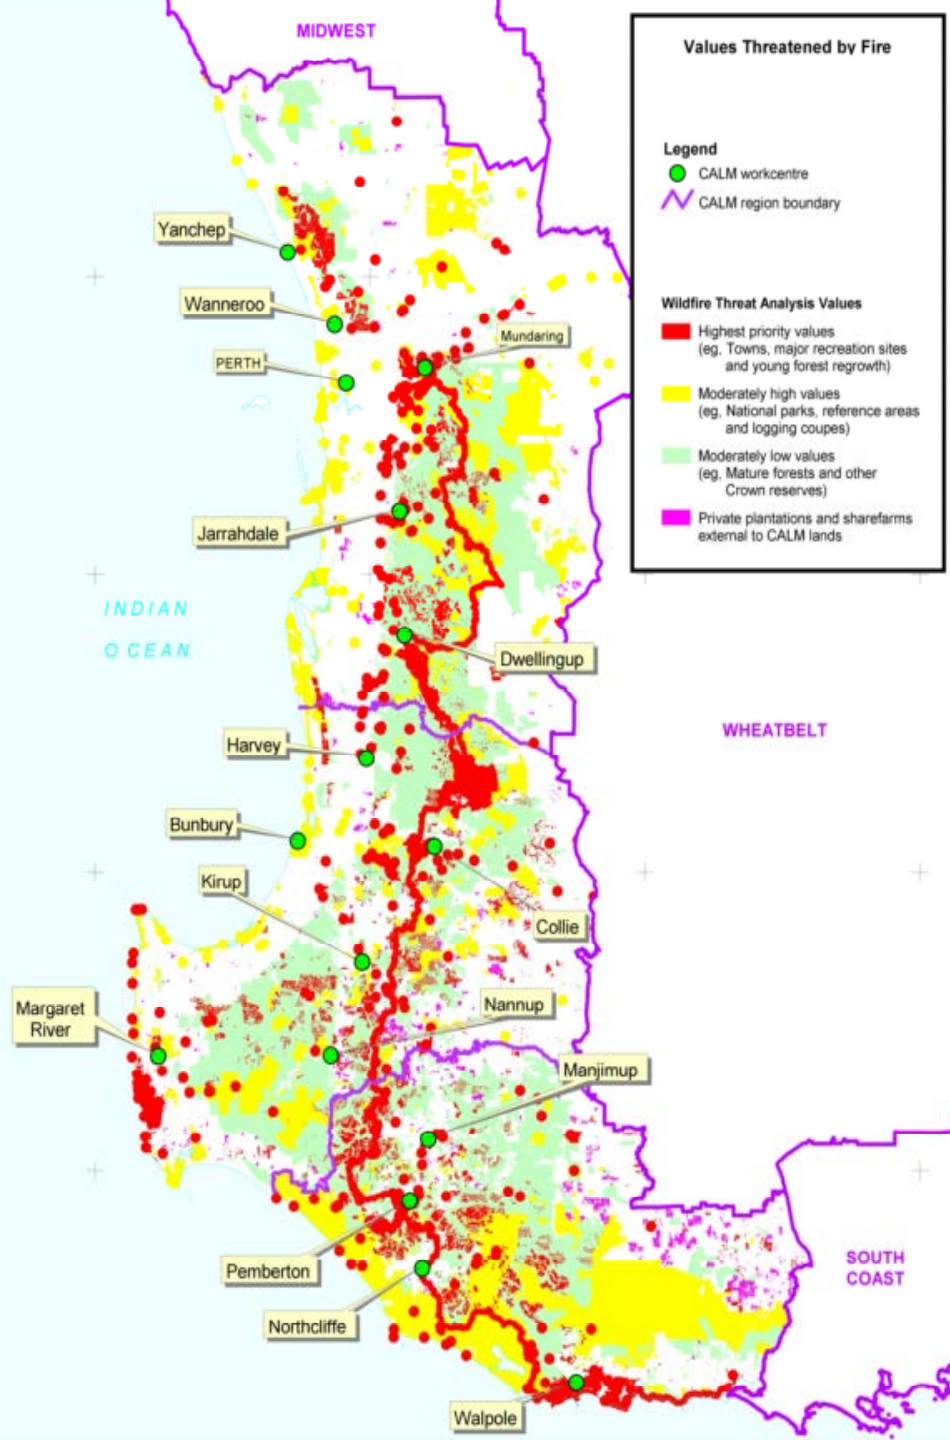 MIDWEST
Values Threatened by Fire
Legend
CALM workcentre
CALM region boundary
Wildfire Threat Analysis Values
Highest priority values
(eg, Towns, major recreation sites
and young forest regrowth)
Moderately high values
(eg, National parks, reference areas
and logging coupes)
Moderately low values
(eg, Mature forests and other
Crown reserves)
Private plantations and sharefarms
external to CALM lands
Yanchep
Wanneroo
Mundaring
PERTH
Jarrahdale
INDIAN
OCEAN
Dwellingup
WHEATBELT
Harvey
Bunbury
Kirup
Collie
Margaret
River
Nannup
Manjimup
Pemberton
SOUTH
COAST
Northcliffe
Walpole